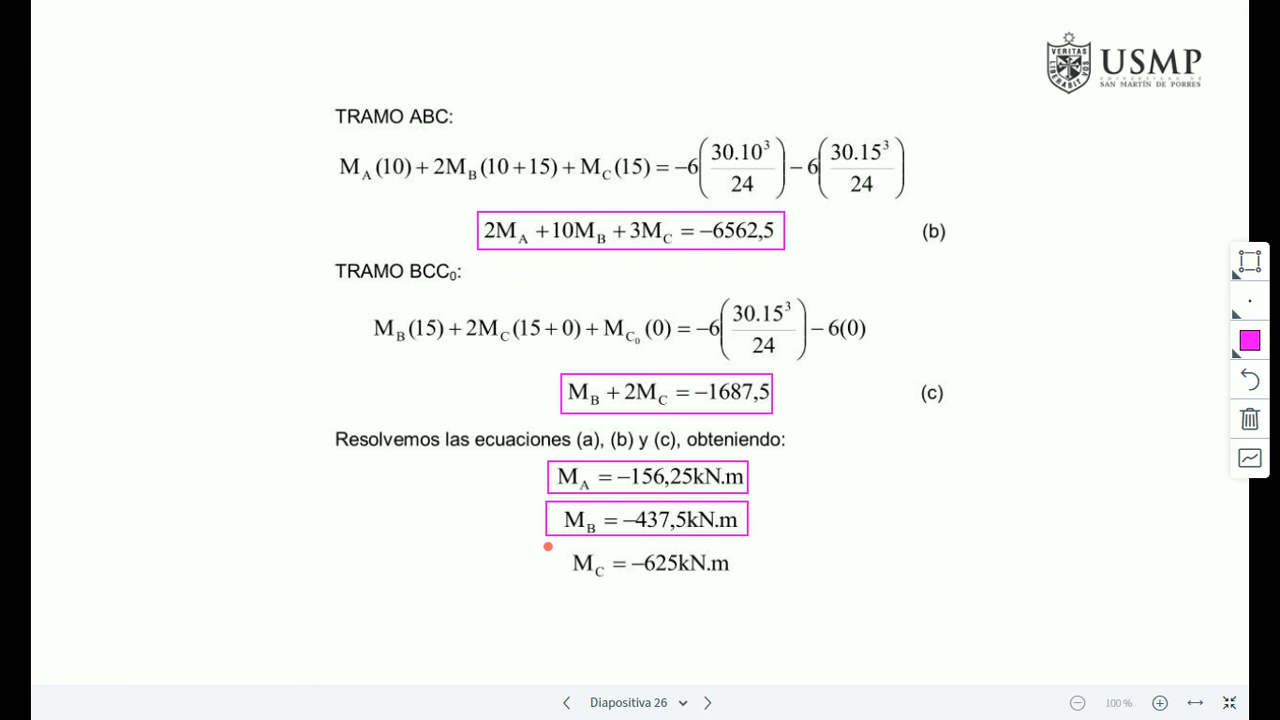 VERITAS
LIBERABIT VOS
USMP
UNIVERSIDAD DE
SAN MARTÍN DE PORRES
TRAMO ABC:
M_A(10) + 2M_B(10 + 15) + M_C(15) = −6(30.10³/24) − 6(30.15³/24)
2M_A + 10M_B + 3M_C = −6562,5 (b)
TRAMO BCC₀:
M_B(15) + 2M_C(15 + 0) + M_C₀(0) = −6(30.15³/24) − 6(0)
M_B + 2M_C = −1687,5 (c)
Resolvemos las ecuaciones (a), (b) y (c), obteniendo:
M_A = −156,25kN.m
M_B = −437,5kN.m
M_C = −625kN.m
Diapositiva 26
100 %